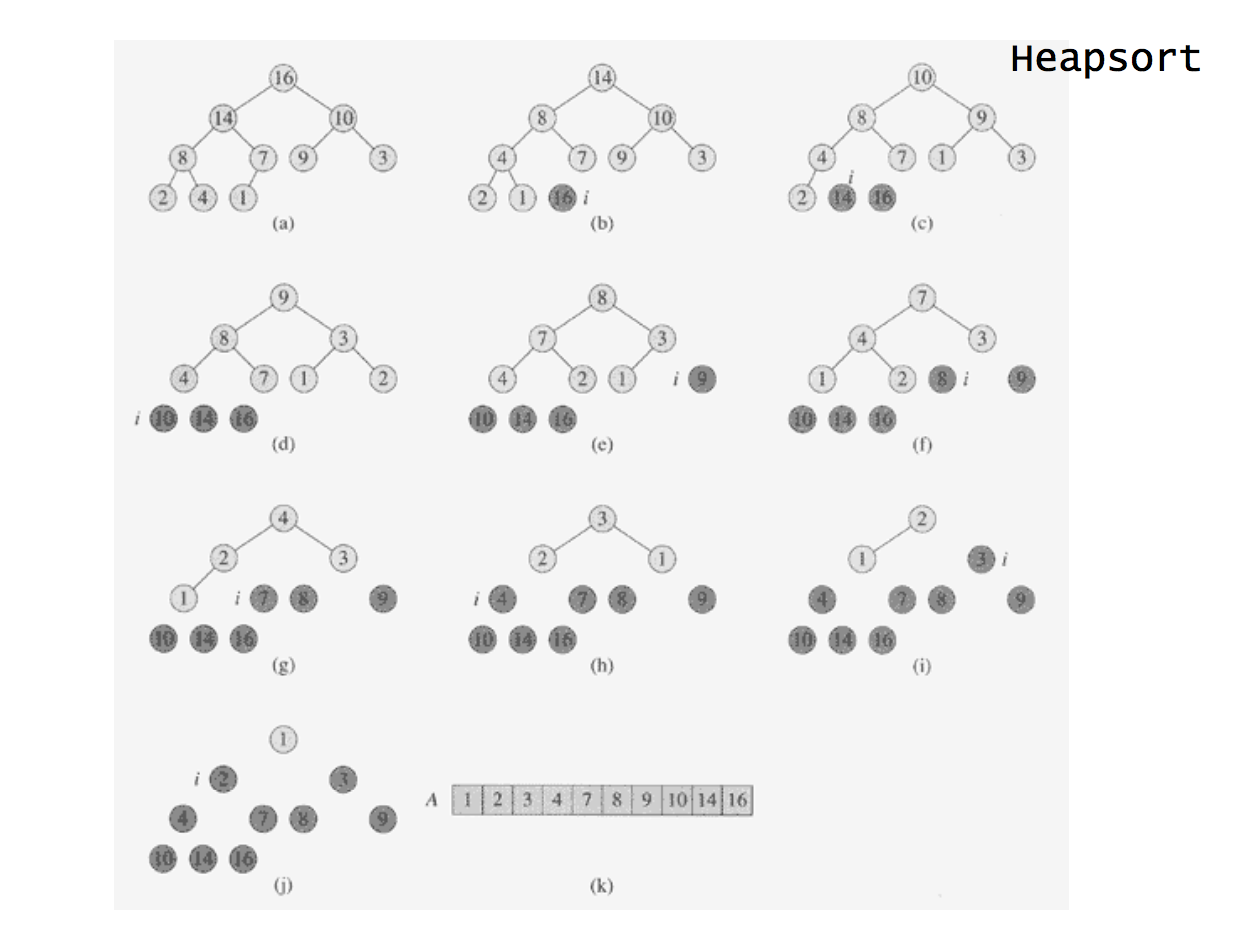 Heapsort
16
14 10
8 7 9 3
2 4 1
(a)
14
8 10
4 7 9 3
2 1 16 i
(b)
10
8 9
4 7 1 3
i
2 14 16
(c)
9
8 3
4 7 1 2
i 10 14 16
(d)
8
7 3
4 2 1 i 9
10 14 16
(e)
7
4 3
1 2 8 i 9
10 14 16
(f)
4
2 3
1 i 7 8 9
10 14 16
(g)
3
2 1
i 4 7 8 9
10 14 16
(h)
2
1 3 i
4 7 8 9
10 14 16
(i)
1
i 2 3
4 7 8 9
10 14 16
(j)
A 1 2 3 4 7 8 9 10 14 16
(k)